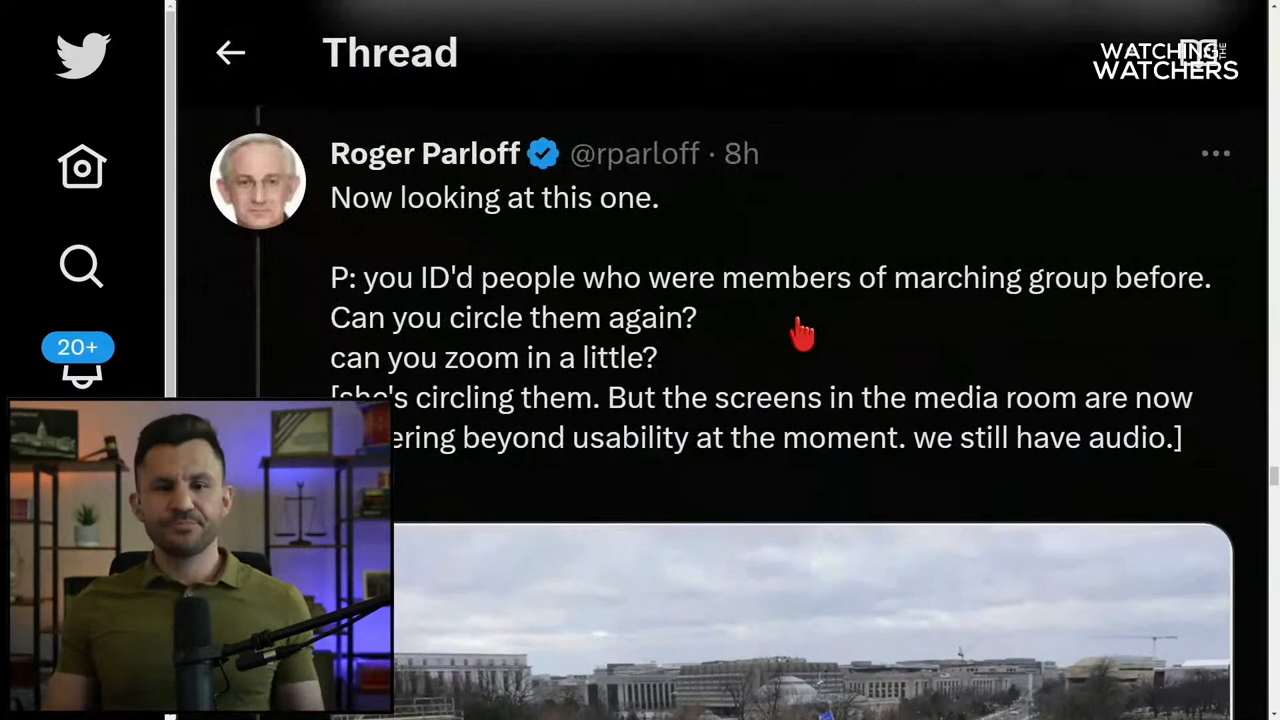 Thread
WATCHING THE
WATCHERS
Roger Parloff @rparloff · 8h
Now looking at this one.
P: you ID'd people who were members of marching group before.
Can you circle them again?
can you zoom in a little?
[she's circling them. But the screens in the media room are now
ering beyond usability at the moment. we still have audio.]
20+